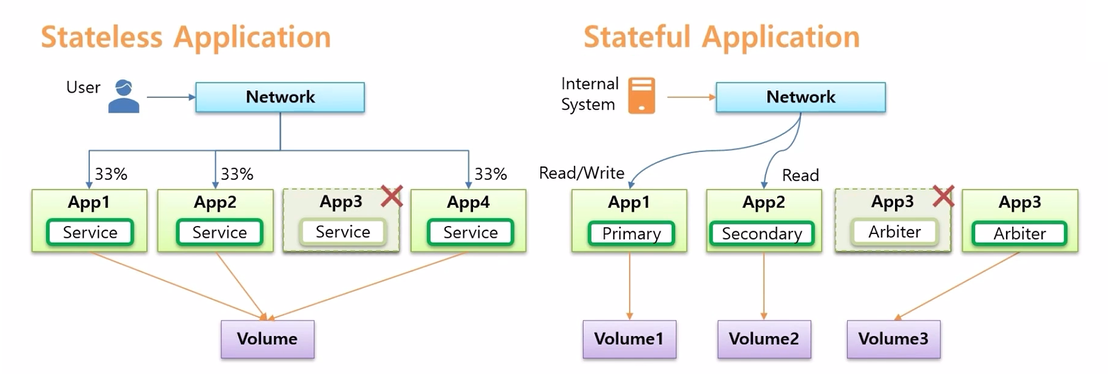 Stateless Application
User
Network
33%
33%
33%
App1
Service
App2
Service
App3
Service
App4
Service
Volume
Stateful Application
Internal
System
Network
Read/Write
Read
App1
Primary
App2
Secondary
App3
Arbiter
App3
Arbiter
Volume1
Volume2
Volume3